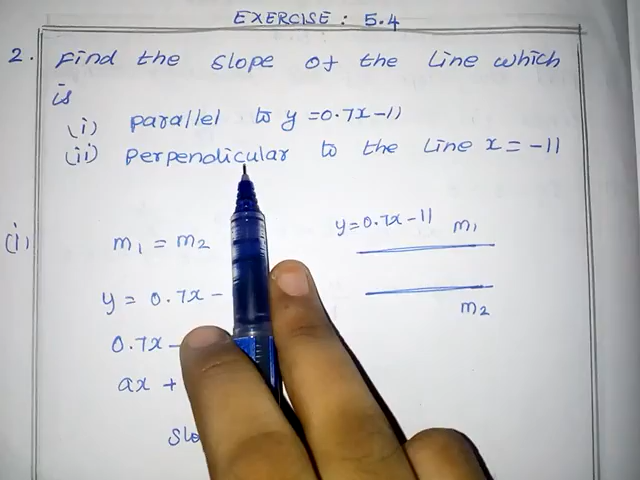 EXERCISE : 5.4
2. Find the slope of the line which
is
(i) parallel to y = 0.7x - 11
(ii) perpendicular to the line x = -11
y = 0.7x - 11 m1
(i) m1 = m2
y = 0.7x -
m2
0.7x -
ax +